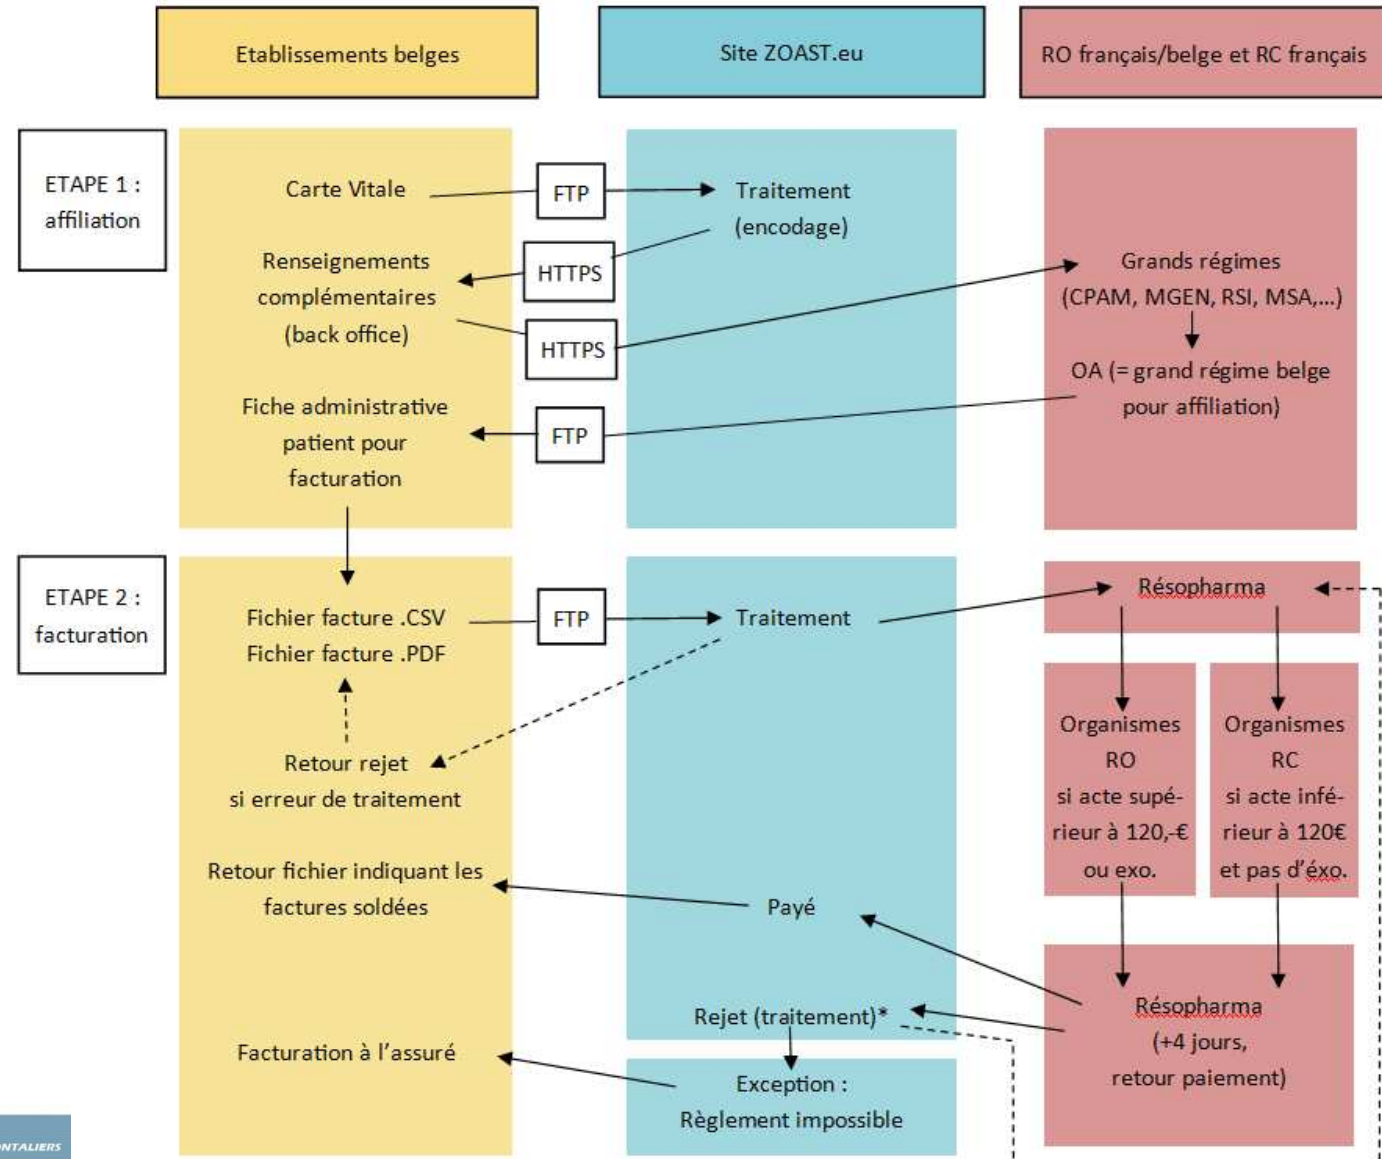 Etablissements belges
Site ZOAST.eu
RO français/belge et RC français
ETAPE 1 :
affiliation
Carte Vitale
FTP
Traitement
(encodage)
Renseignements
complémentaires
(back office)
HTTPS
HTTPS
Grands régimes
(CPAM, MGEN, RSI, MSA,...)
OA (= grand régime belge
pour affiliation)
Fiche administrative
patient pour
facturation
FTP
ETAPE 2 :
facturation
Fichier facture .CSV
Fichier facture .PDF
FTP
Traitement
Résopharma
Retour rejet
si erreur de traitement
Organismes
RO
si acte supé-
rieur à 120,-€
ou exo.
Organismes
RC
si acte infé-
rieur à 120€
et pas d'éxo.
Retour fichier indiquant les
factures soldées
Payé
Rejet (traitement)*
Résopharma
(+4 jours,
retour paiement)
Facturation à l'assuré
Exception :
Règlement impossible
NTALIERS